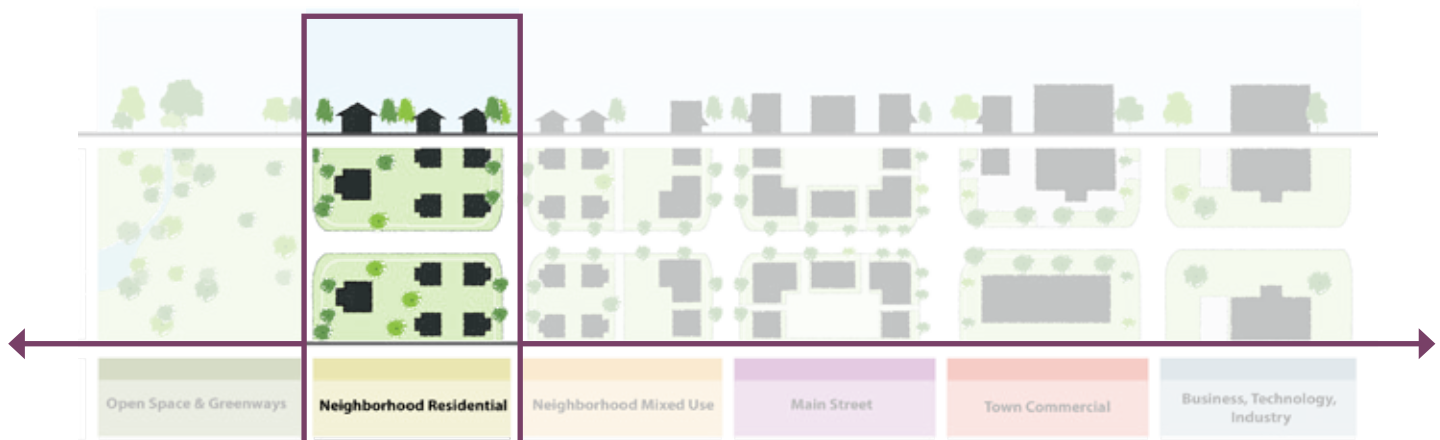 Open Space & Greenways
Neighborhood Residential
Neighborhood Mixed Use
Main Street
Town Commercial
Business, Technology,
Industry